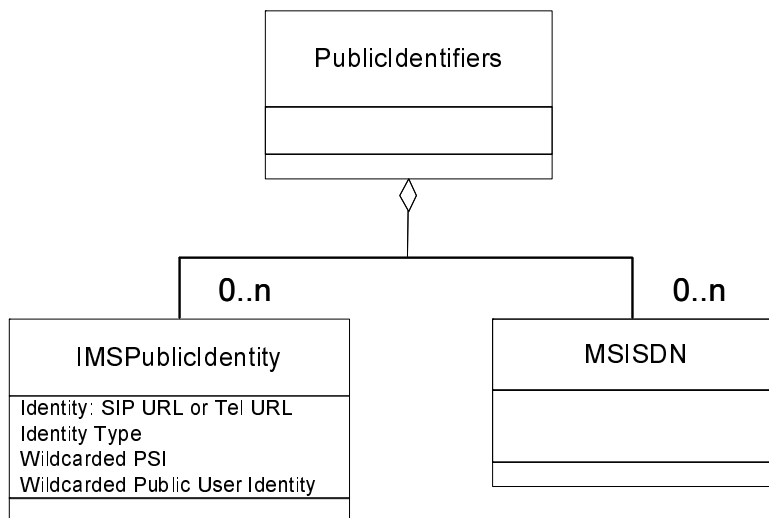 PublicIdentifiers
0..n
0..n
IMSPublicIdentity
MSISDN
Identity: SIP URL or Tel URL
Identity Type
Wildcarded PSI
Wildcarded Public User Identity